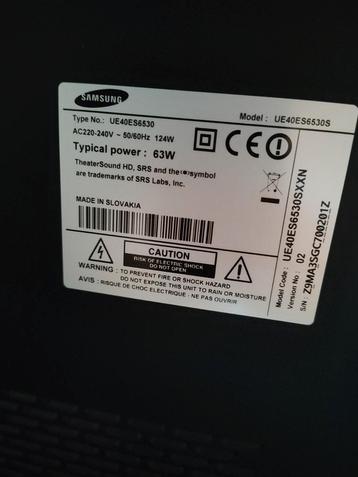 SAMSUNG
Type No.: UE40ES6530
Model : UE40ES6530S
AC220-240V ~ 50/60Hz 124W
Typical power : 63W
TheaterSound HD, SRS and the symbol
are trademarks of SRS Labs, Inc.
MADE IN SLOVAKIA
CAUTION
RISK OF ELECTRIC SHOCK
DO NOT OPEN
WARNING : TO PREVENT FIRE OR SHOCK HAZARD
DO NOT EXPOSE THIS UNIT TO RAIN OR MOISTURE
AVIS : RISQUE DE CHOC ELECTRIQUE - NE PAS OUVRIR
Model Code : UE40ES6530SXXN
Version No : 02
S/N : Z9MA3SGC700201Z